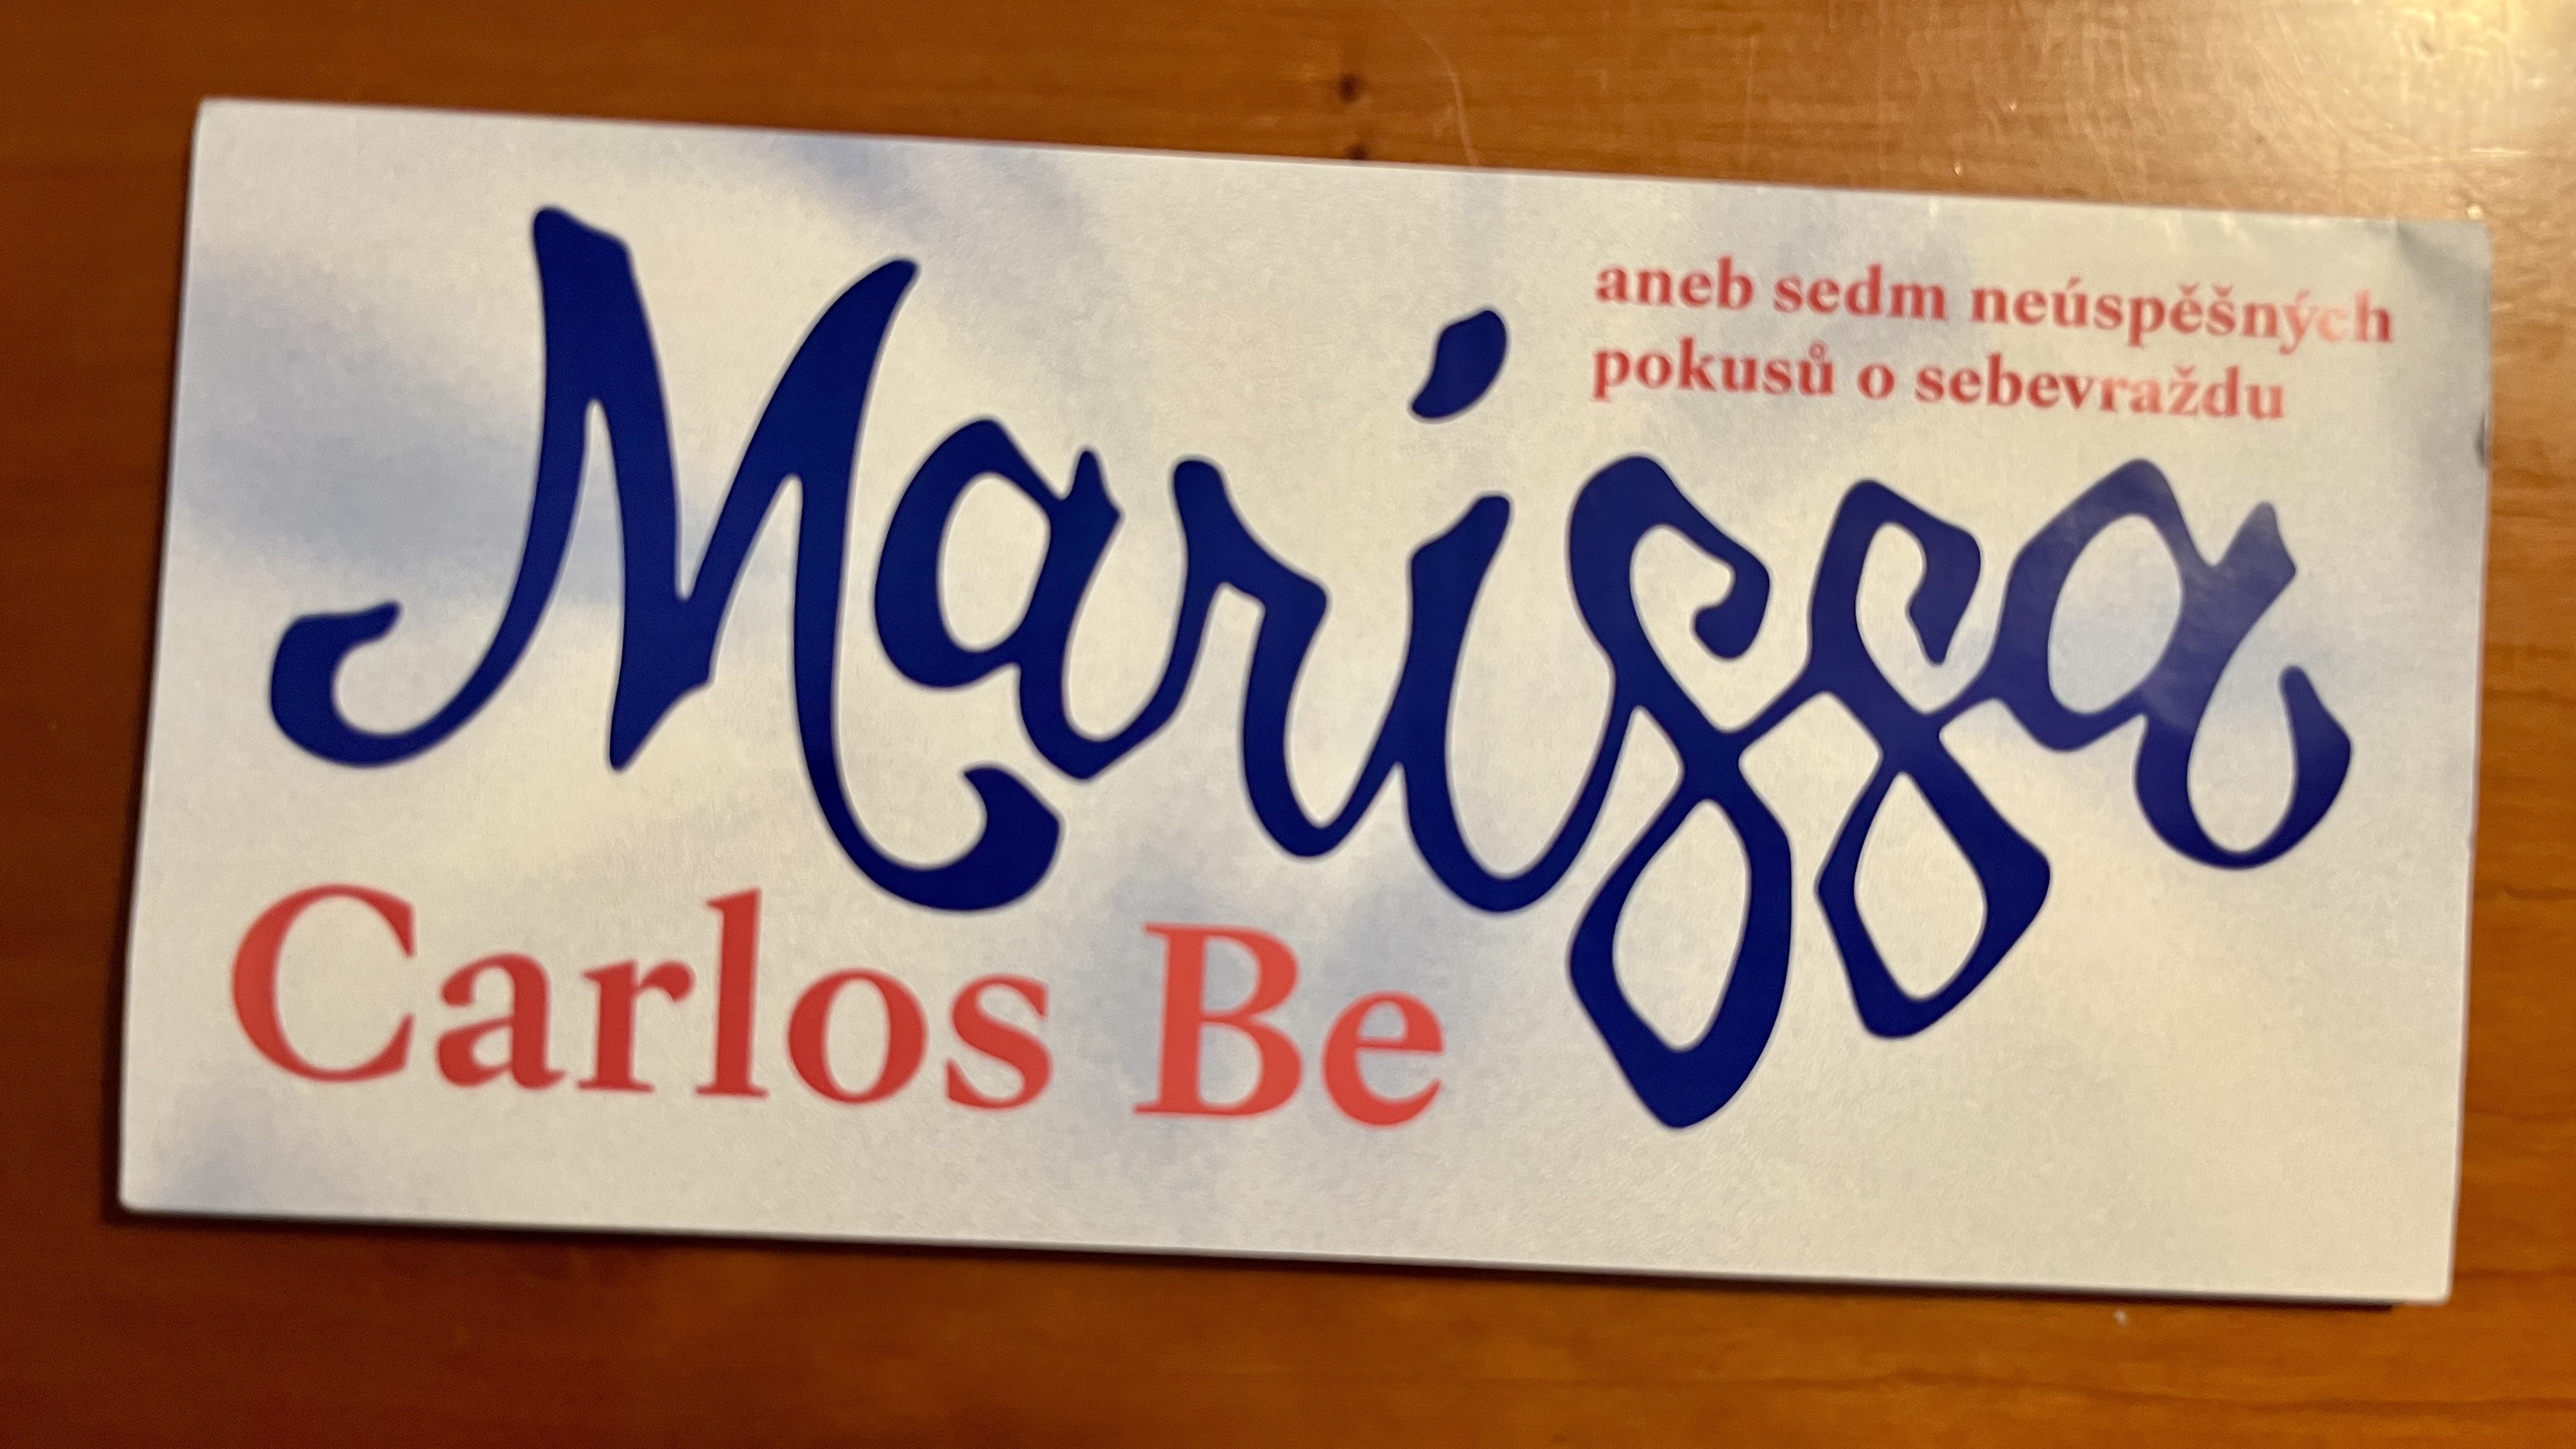 Marissa
aneb sedm neúspěšných
pokusů o sebevraždu
Carlos Be